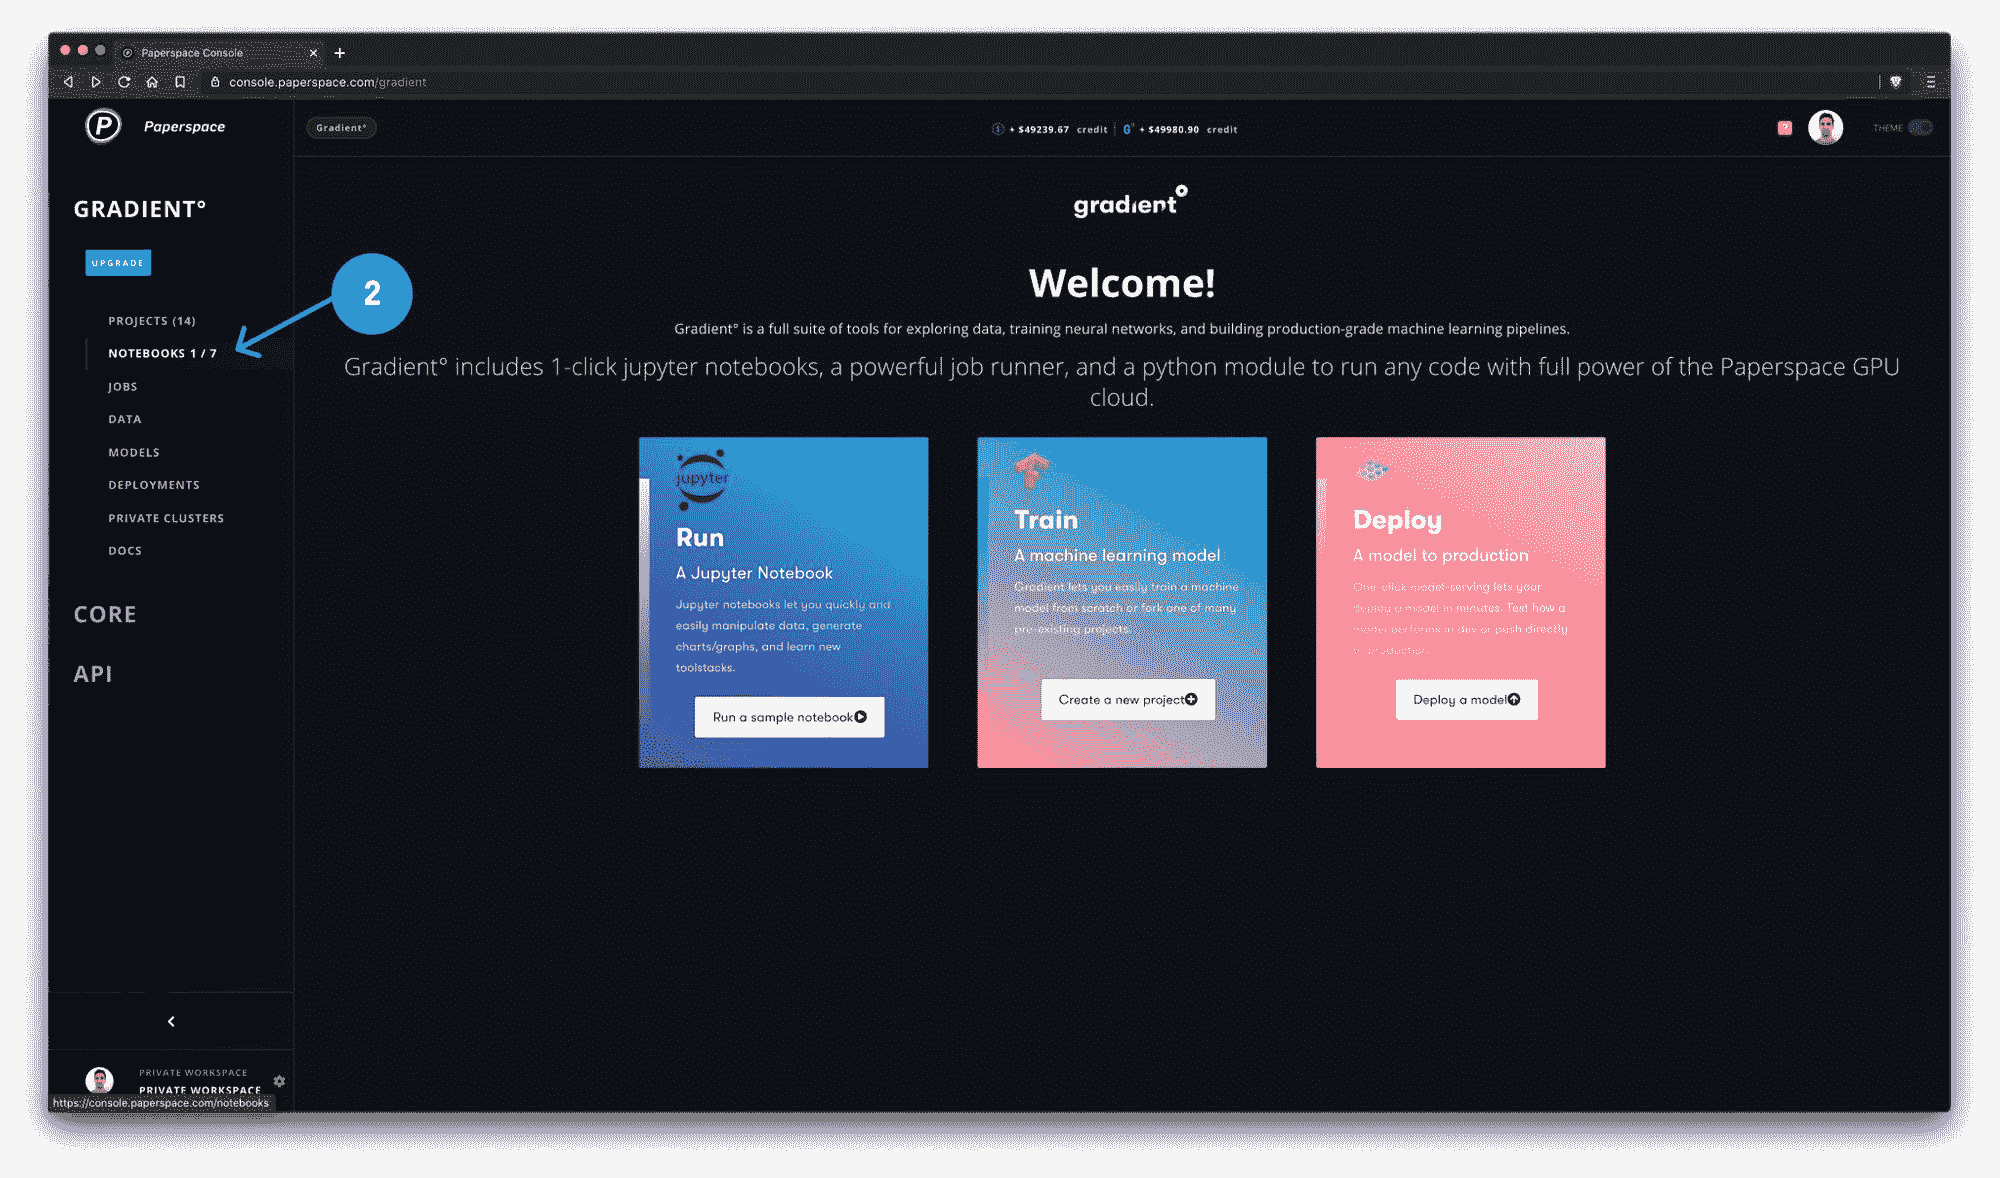 Paperspace Console
console.paperspace.com/gradient
P Paperspace
Gradient°
+ $49239.67 credit | G° + $49980.90 credit
?
THEME
GRADIENT°
UPGRADE
PROJECTS (14)
NOTEBOOKS 1 / 7
JOBS
DATA
MODELS
DEPLOYMENTS
PRIVATE CLUSTERS
DOCS
CORE
API
2
gradient°
Welcome!
Gradient° is a full suite of tools for exploring data, training neural networks, and building production-grade machine learning pipelines.
Gradient° includes 1-click jupyter notebooks, a powerful job runner, and a python module to run any code with full power of the Paperspace GPU
cloud.
jupyter
Run
A Jupyter Notebook
Jupyter notebooks let you quickly and
easily manipulate data, generate
charts/graphs, and learn new
toolstacks.
Run a sample notebook
Train
A machine learning model
Gradient lets you easily train a machine
model from scratch or fork one of many
pre-existing projects.
Create a new project
Deploy
A model to production
One-click model-serving lets your
deploy a model in minutes. Test how a
model performs in dev or push directly
to production.
Deploy a model
PRIVATE WORKSPACE
PRIVATE WORKSPACE
https://console.paperspace.com/notebooks